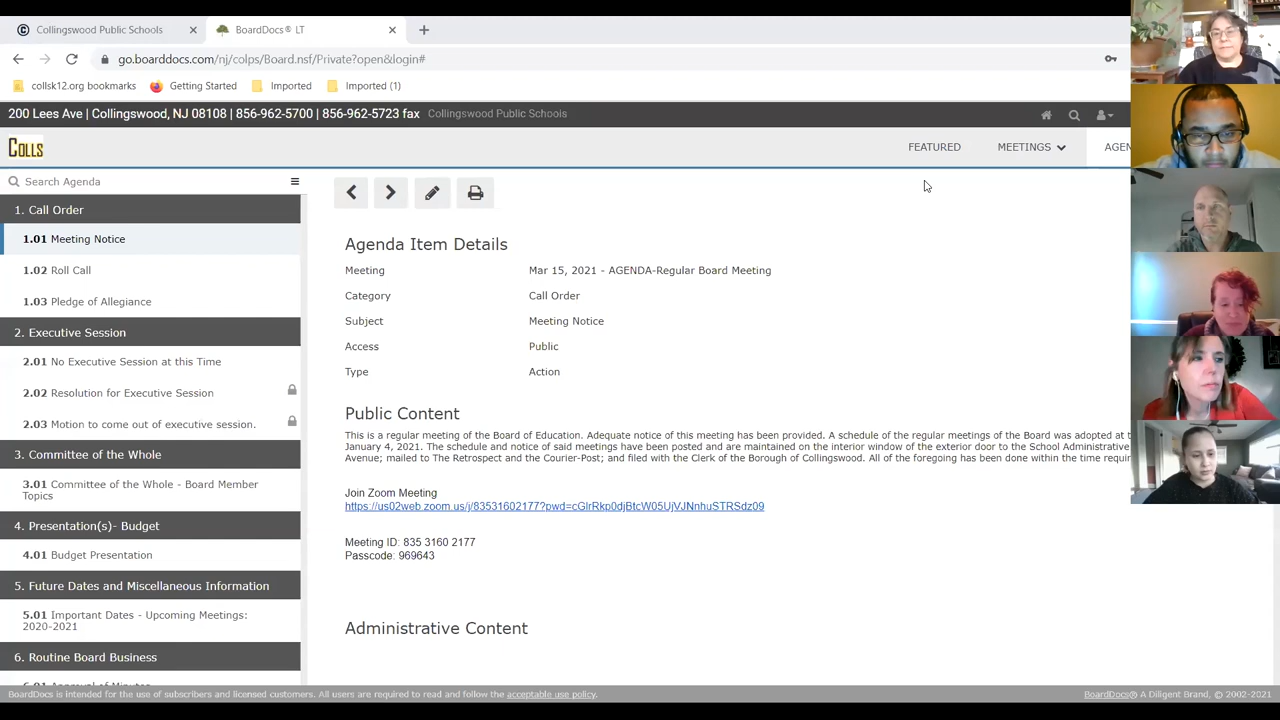 Collingswood Public Schools
BoardDocs® LT
go.boarddocs.com/nj/colps/Board.nsf/Private?open&login#
collsk12.org bookmarks
Getting Started
Imported
Imported (1)
200 Lees Ave | Collingswood, NJ 08108 | 856-962-5700 | 856-962-5723 fax
Collingswood Public Schools
COLLS
FEATURED
MEETINGS
AGEN
Search Agenda
1. Call Order
1.01 Meeting Notice
1.02 Roll Call
1.03 Pledge of Allegiance
2. Executive Session
2.01 No Executive Session at this Time
2.02 Resolution for Executive Session
2.03 Motion to come out of executive session.
3. Committee of the Whole
3.01 Committee of the Whole - Board Member
Topics
4. Presentation(s)- Budget
4.01 Budget Presentation
5. Future Dates and Miscellaneous Information
5.01 Important Dates - Upcoming Meetings:
2020-2021
6. Routine Board Business
6.01 Approval of Minutes
Agenda Item Details
Meeting Mar 15, 2021 - AGENDA-Regular Board Meeting
Category Call Order
Subject Meeting Notice
Access Public
Type Action
Public Content
This is a regular meeting of the Board of Education. Adequate notice of this meeting has been provided. A schedule of the regular meetings of the Board was adopted at t
January 4, 2021. The schedule and notice of said meetings have been posted and are maintained on the interior window of the exterior door to the School Administrative
Avenue; mailed to The Retrospect and the Courier-Post; and filed with the Clerk of the Borough of Collingswood. All of the foregoing has been done within the time requir
Join Zoom Meeting
https://us02web.zoom.us/j/83531602177?pwd=cGlrRkp0djBtcW05UjVJNnhuSTRSdz09
Meeting ID: 835 3160 2177
Passcode: 969643
Administrative Content
BoardDocs is intended for the use of subscribers and licensed customers. All users are required to read and follow the acceptable use policy.
BoardDocs® A Diligent Brand, © 2002-2021